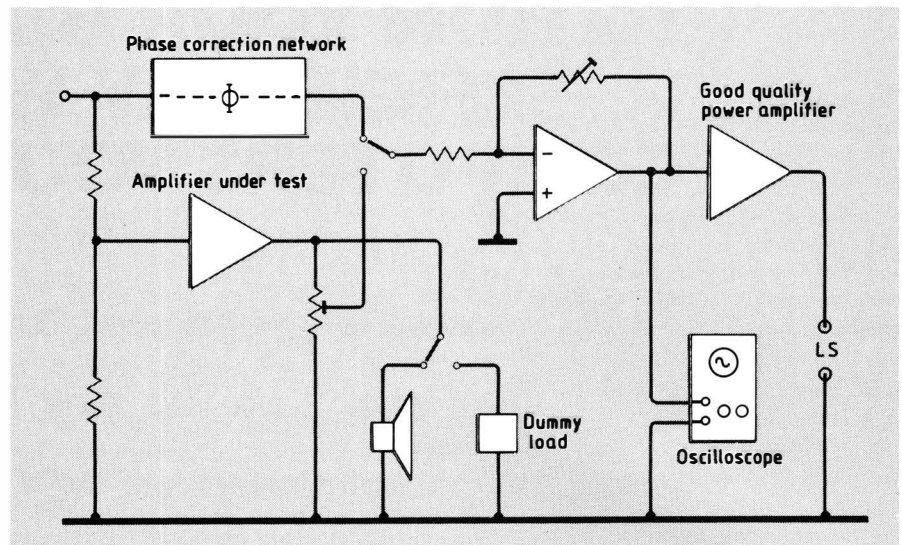 Phase correction network
Φ
Amplifier under test
−
+
Good quality
power amplifier
LS
Dummy
load
Oscilloscope